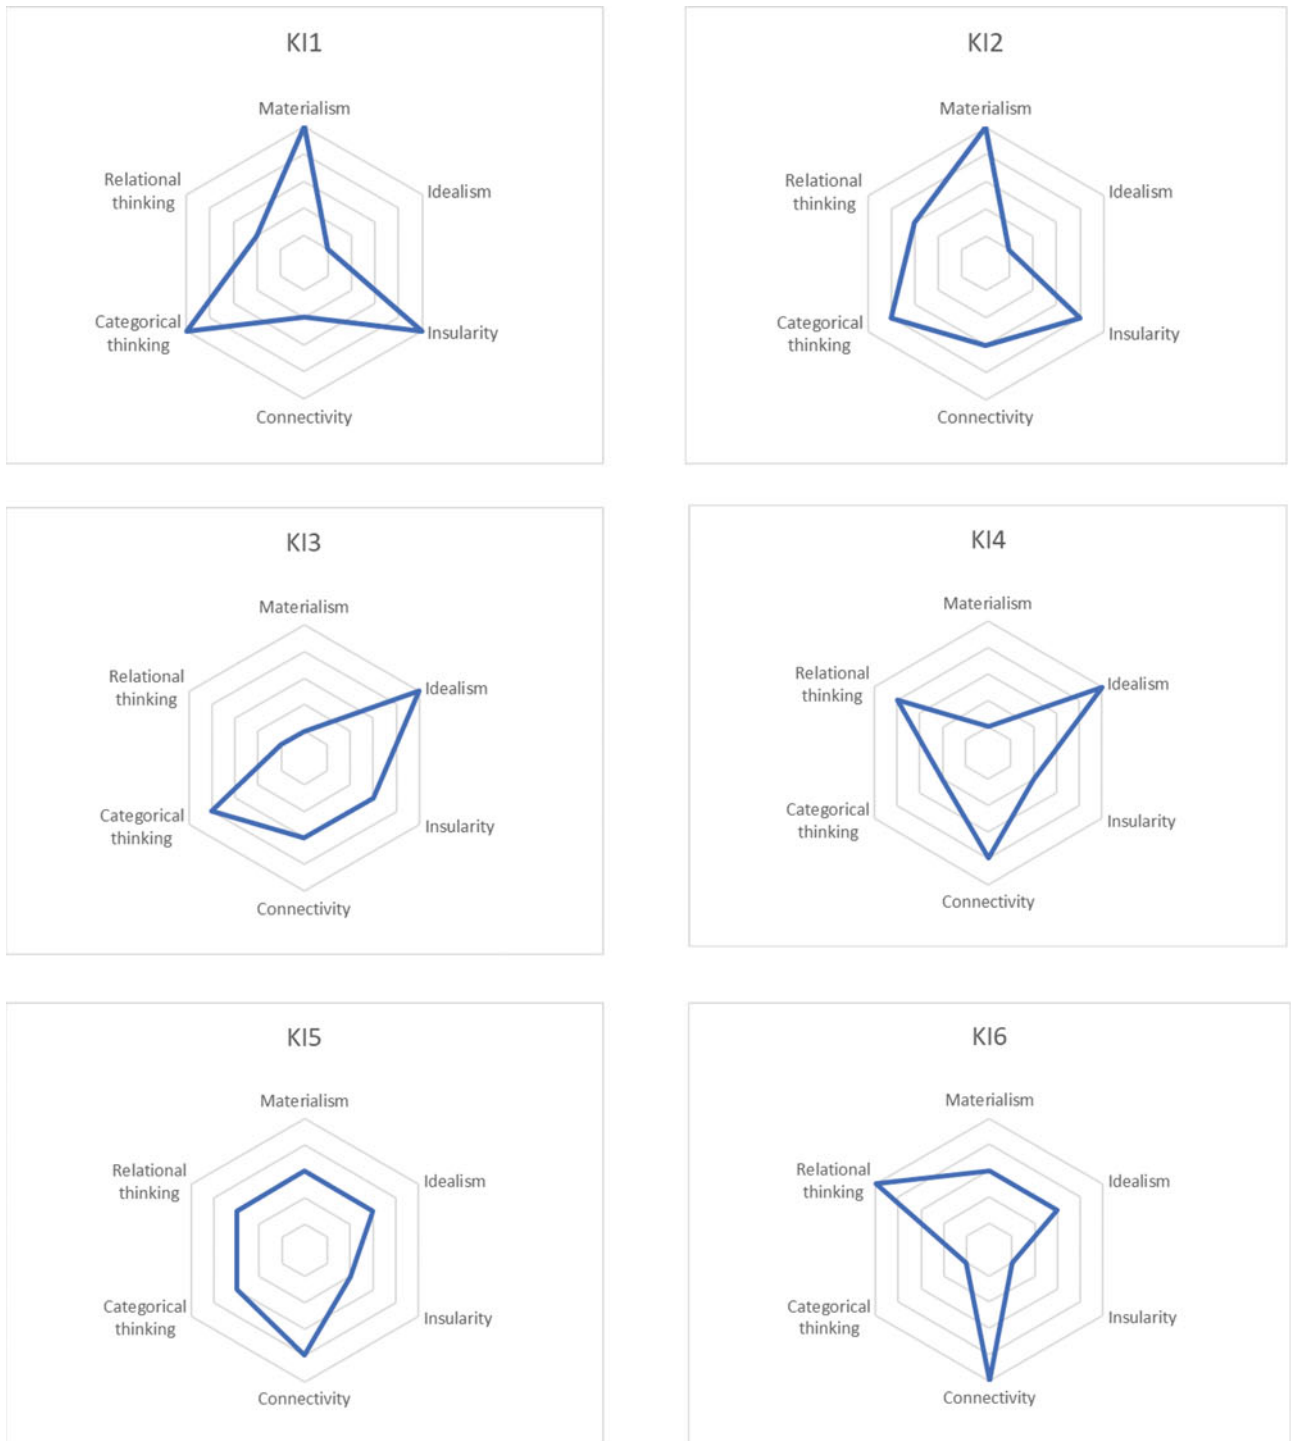 KI1
Materialism
Relational
thinking
Idealism
Categorical
thinking
Insularity
Connectivity
KI2
Materialism
Relational
thinking
Idealism
Categorical
thinking
Insularity
Connectivity
KI3
Materialism
Relational
thinking
Idealism
Categorical
thinking
Insularity
Connectivity
KI4
Materialism
Relational
thinking
Idealism
Categorical
thinking
Insularity
Connectivity
KI5
Materialism
Relational
thinking
Idealism
Categorical
thinking
Insularity
Connectivity
KI6
Materialism
Relational
thinking
Idealism
Categorical
thinking
Insularity
Connectivity